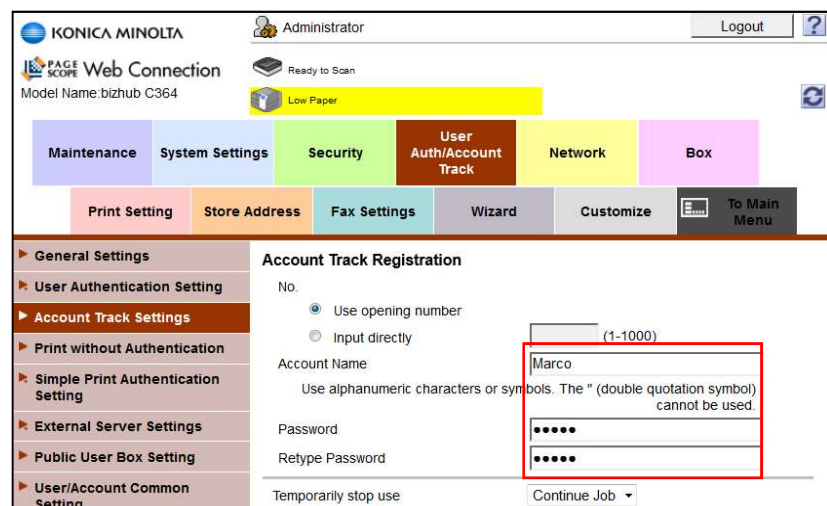 KONICA MINOLTA
Administrator
Logout
?
PAGE SCOPE Web Connection
Ready to Scan
Model Name:bizhub C364
Low Paper
Maintenance
System Settings
Security
User Auth/Account Track
Network
Box
Print Setting
Store Address
Fax Settings
Wizard
Customize
To Main Menu
General Settings
User Authentication Setting
Account Track Settings
Print without Authentication
Simple Print Authentication
Setting
External Server Settings
Public User Box Setting
User/Account Common
Setting
Account Track Registration
No.
Use opening number
Input directly (1-1000)
Account Name Marco
Use alphanumeric characters or symbols. The " (double quotation symbol)
cannot be used.
Password •••••
Retype Password •••••
Temporarily stop use Continue Job